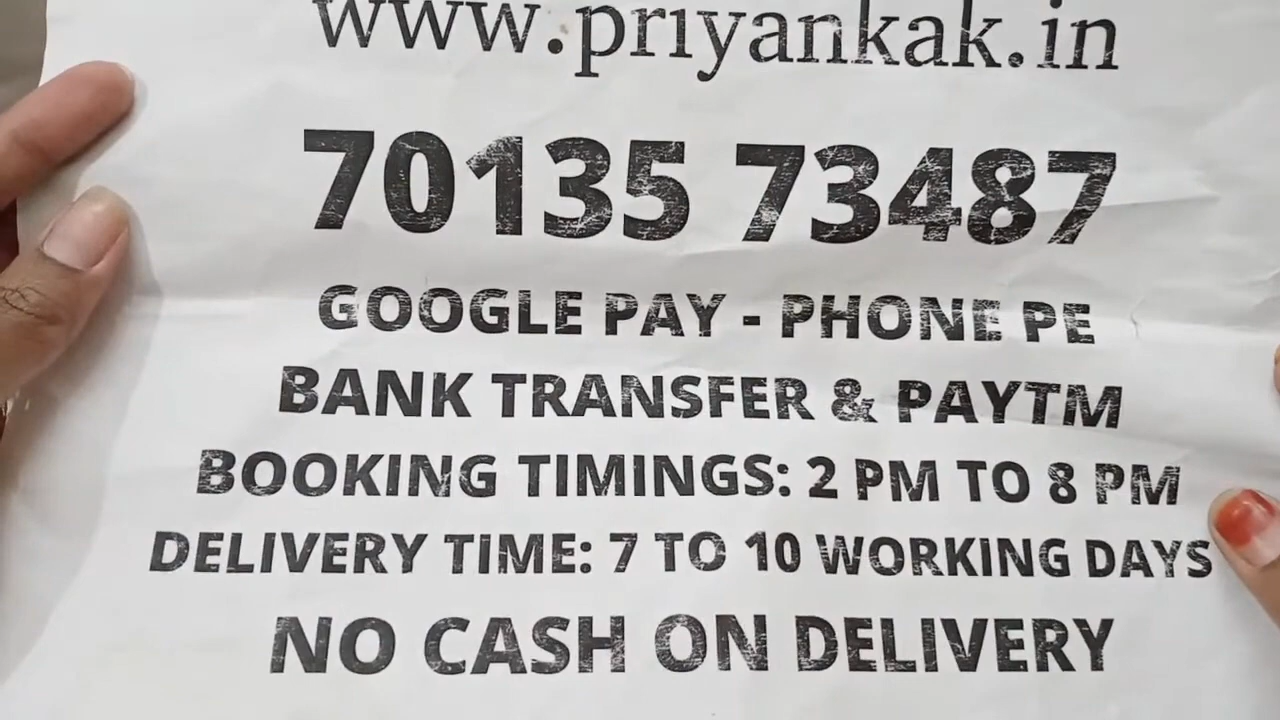 www.priyankak.in
70135 73487
GOOGLE PAY - PHONE PE
BANK TRANSFER & PAYTM
BOOKING TIMINGS: 2 PM TO 8 PM
DELIVERY TIME: 7 TO 10 WORKING DAYS
NO CASH ON DELIVERY